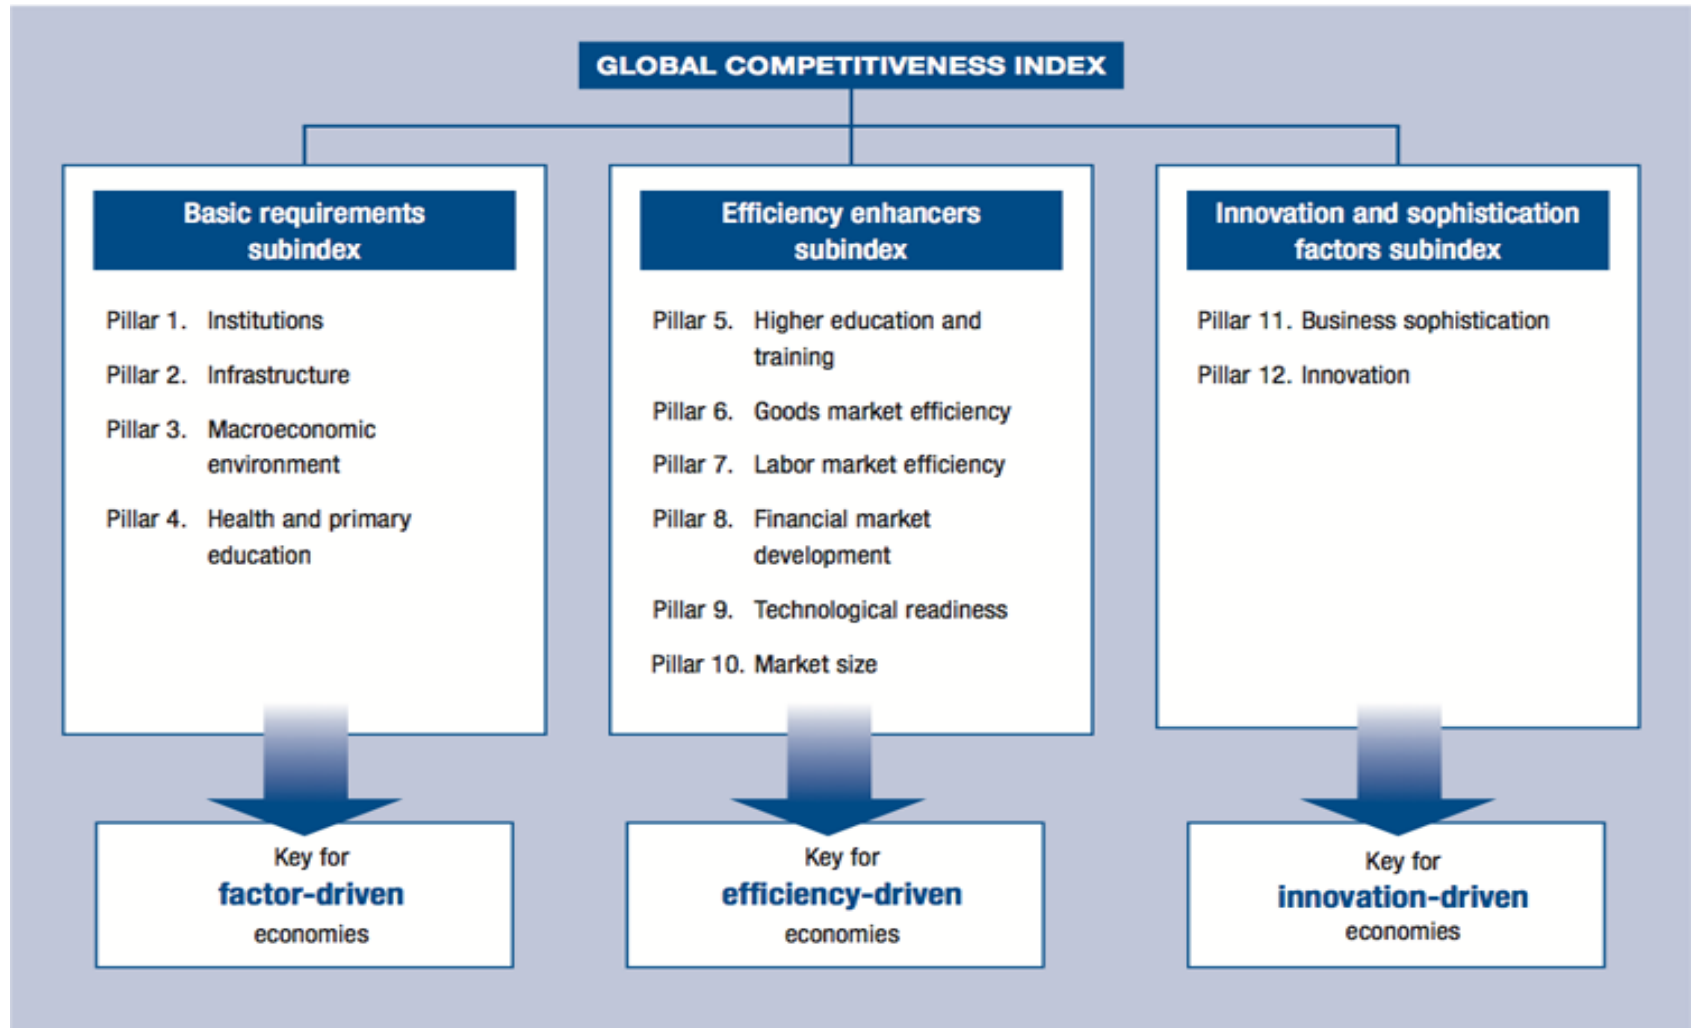 GLOBAL COMPETITIVENESS INDEX
Basic requirements
subindex
Pillar 1. Institutions
Pillar 2. Infrastructure
Pillar 3. Macroeconomic
environment
Pillar 4. Health and primary
education
Key for
factor-driven
economies
Efficiency enhancers
subindex
Pillar 5. Higher education and
training
Pillar 6. Goods market efficiency
Pillar 7. Labor market efficiency
Pillar 8. Financial market
development
Pillar 9. Technological readiness
Pillar 10. Market size
Key for
efficiency-driven
economies
Innovation and sophistication
factors subindex
Pillar 11. Business sophistication
Pillar 12. Innovation
Key for
innovation-driven
economies